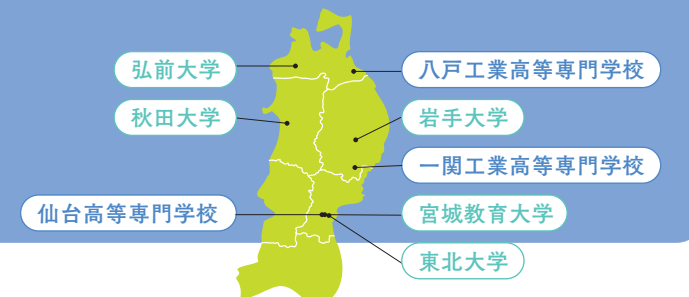 弘前大学
八戸工業高等専門学校
秋田大学
岩手大学
一関工業高等専門学校
仙台高等専門学校
宮城教育大学
東北大学